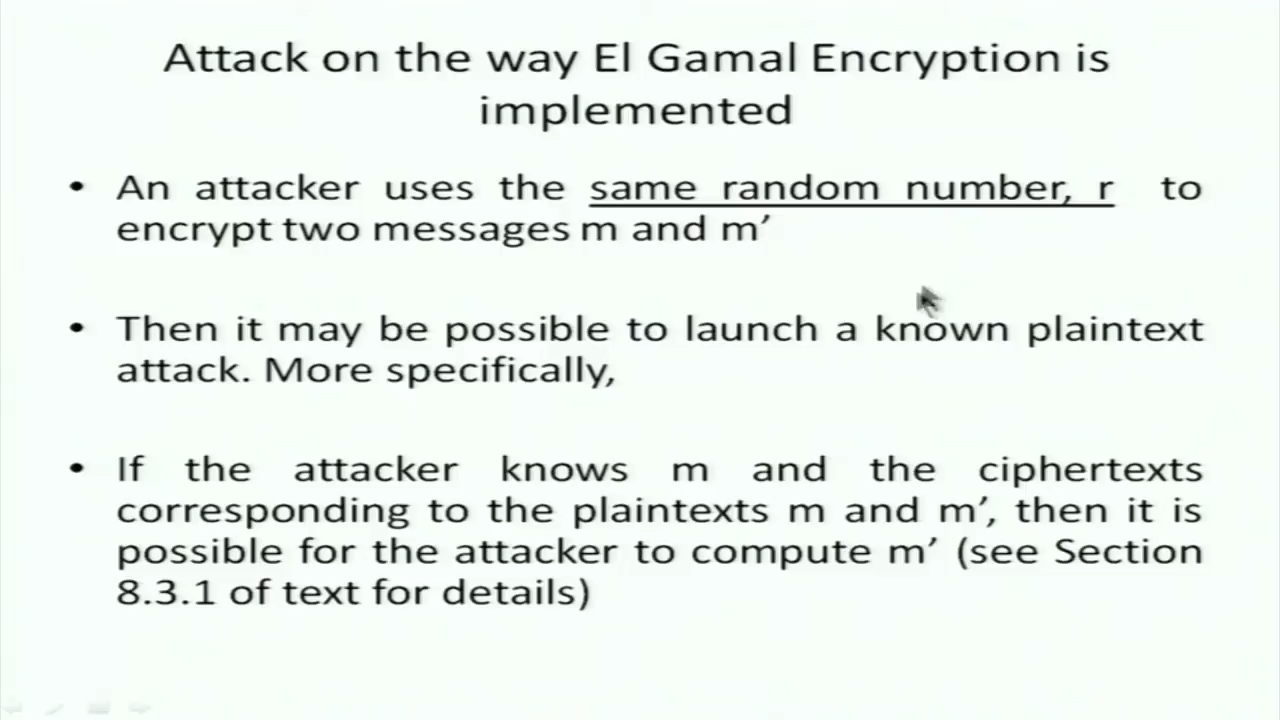 Attack on the way El Gamal Encryption is
implemented
• An attacker uses the same random number, r to
encrypt two messages m and m’
• Then it may be possible to launch a known plaintext
attack. More specifically,
• If the attacker knows m and the ciphertexts
corresponding to the plaintexts m and m’, then it is
possible for the attacker to compute m’ (see Section
8.3.1 of text for details)